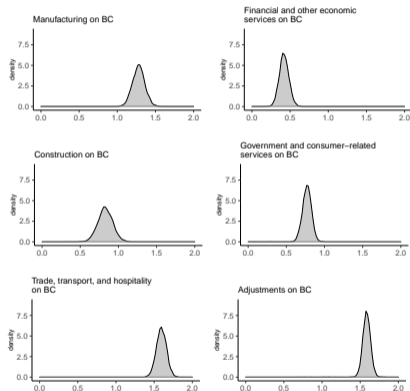 Manufacturing on BC
density
7.5
5.0
2.5
0.0
0.0 0.5 1.0 1.5 2.0
Financial and other economic
services on BC
density
7.5
5.0
2.5
0.0
0.0 0.5 1.0 1.5 2.0
Construction on BC
density
7.5
5.0
2.5
0.0
0.0 0.5 1.0 1.5 2.0
Government and consumer−related
services on BC
density
7.5
5.0
2.5
0.0
0.0 0.5 1.0 1.5 2.0
Trade, transport, and hospitality
on BC
density
7.5
5.0
2.5
0.0
0.0 0.5 1.0 1.5 2.0
Adjustments on BC
density
7.5
5.0
2.5
0.0
0.0 0.5 1.0 1.5 2.0